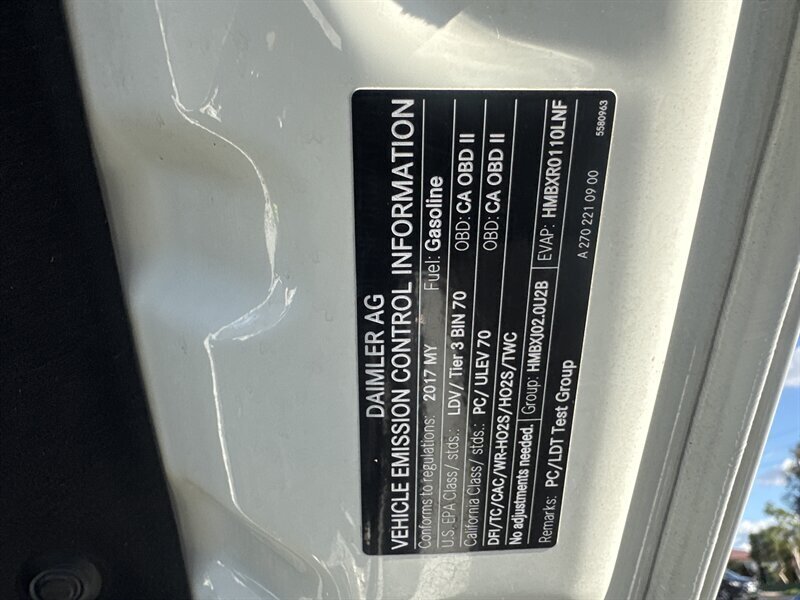 DAIMLER AG
VEHICLE EMISSION CONTROL INFORMATION
Conforms to regulations: 2017 MY Fuel: Gasoline
U.S. EPA Class/ stds.: LDV/ Tier 3 BIN 70 OBD: CA OBD II
California Class/ stds.: PC/ ULEV 70 OBD: CA OBD II
DFI/TC/CAC/WR-HO2S/HO2S/TWC
No adjustments needed. Group: HMBXJ02.0U2B EVAP: HMBXR0110LNF
Remarks: PC/LDT Test Group A 270 221 09 00 5580963